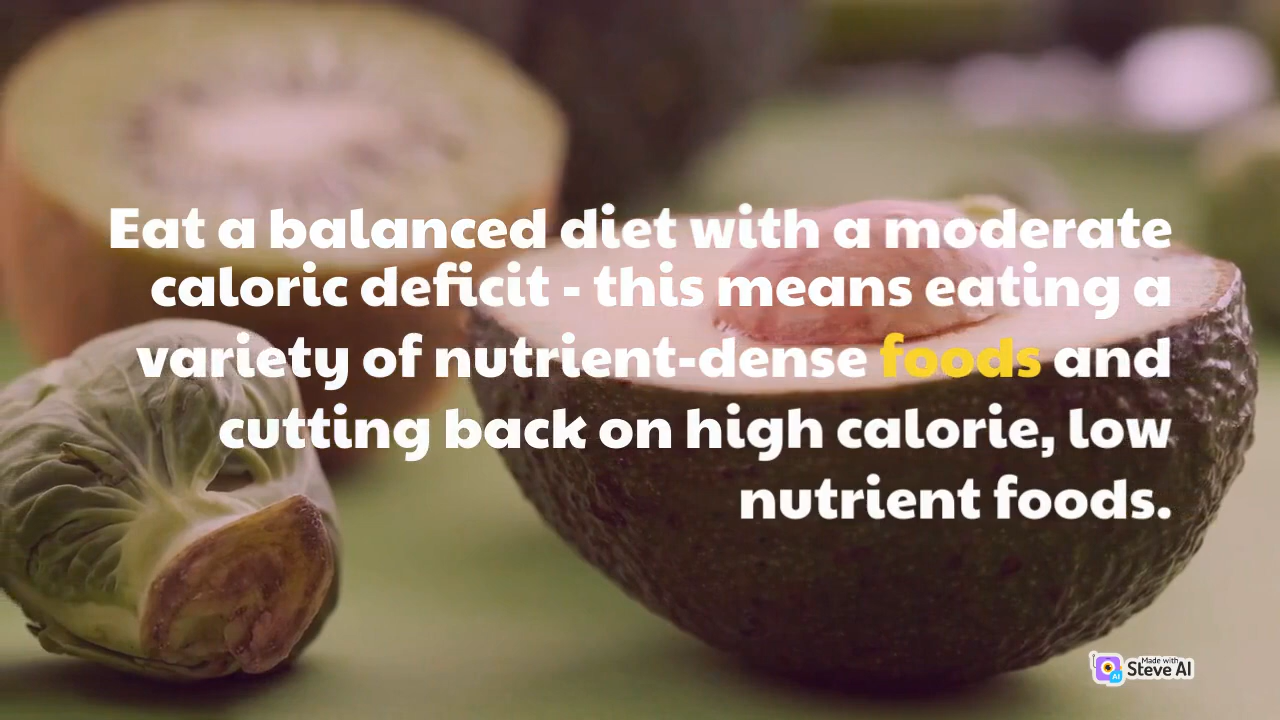 Eat a balanced diet with a moderate
caloric deficit - this means eating a
variety of nutrient-dense foods and
cutting back on high calorie, low
nutrient foods.
Made with
Steve AI
AI